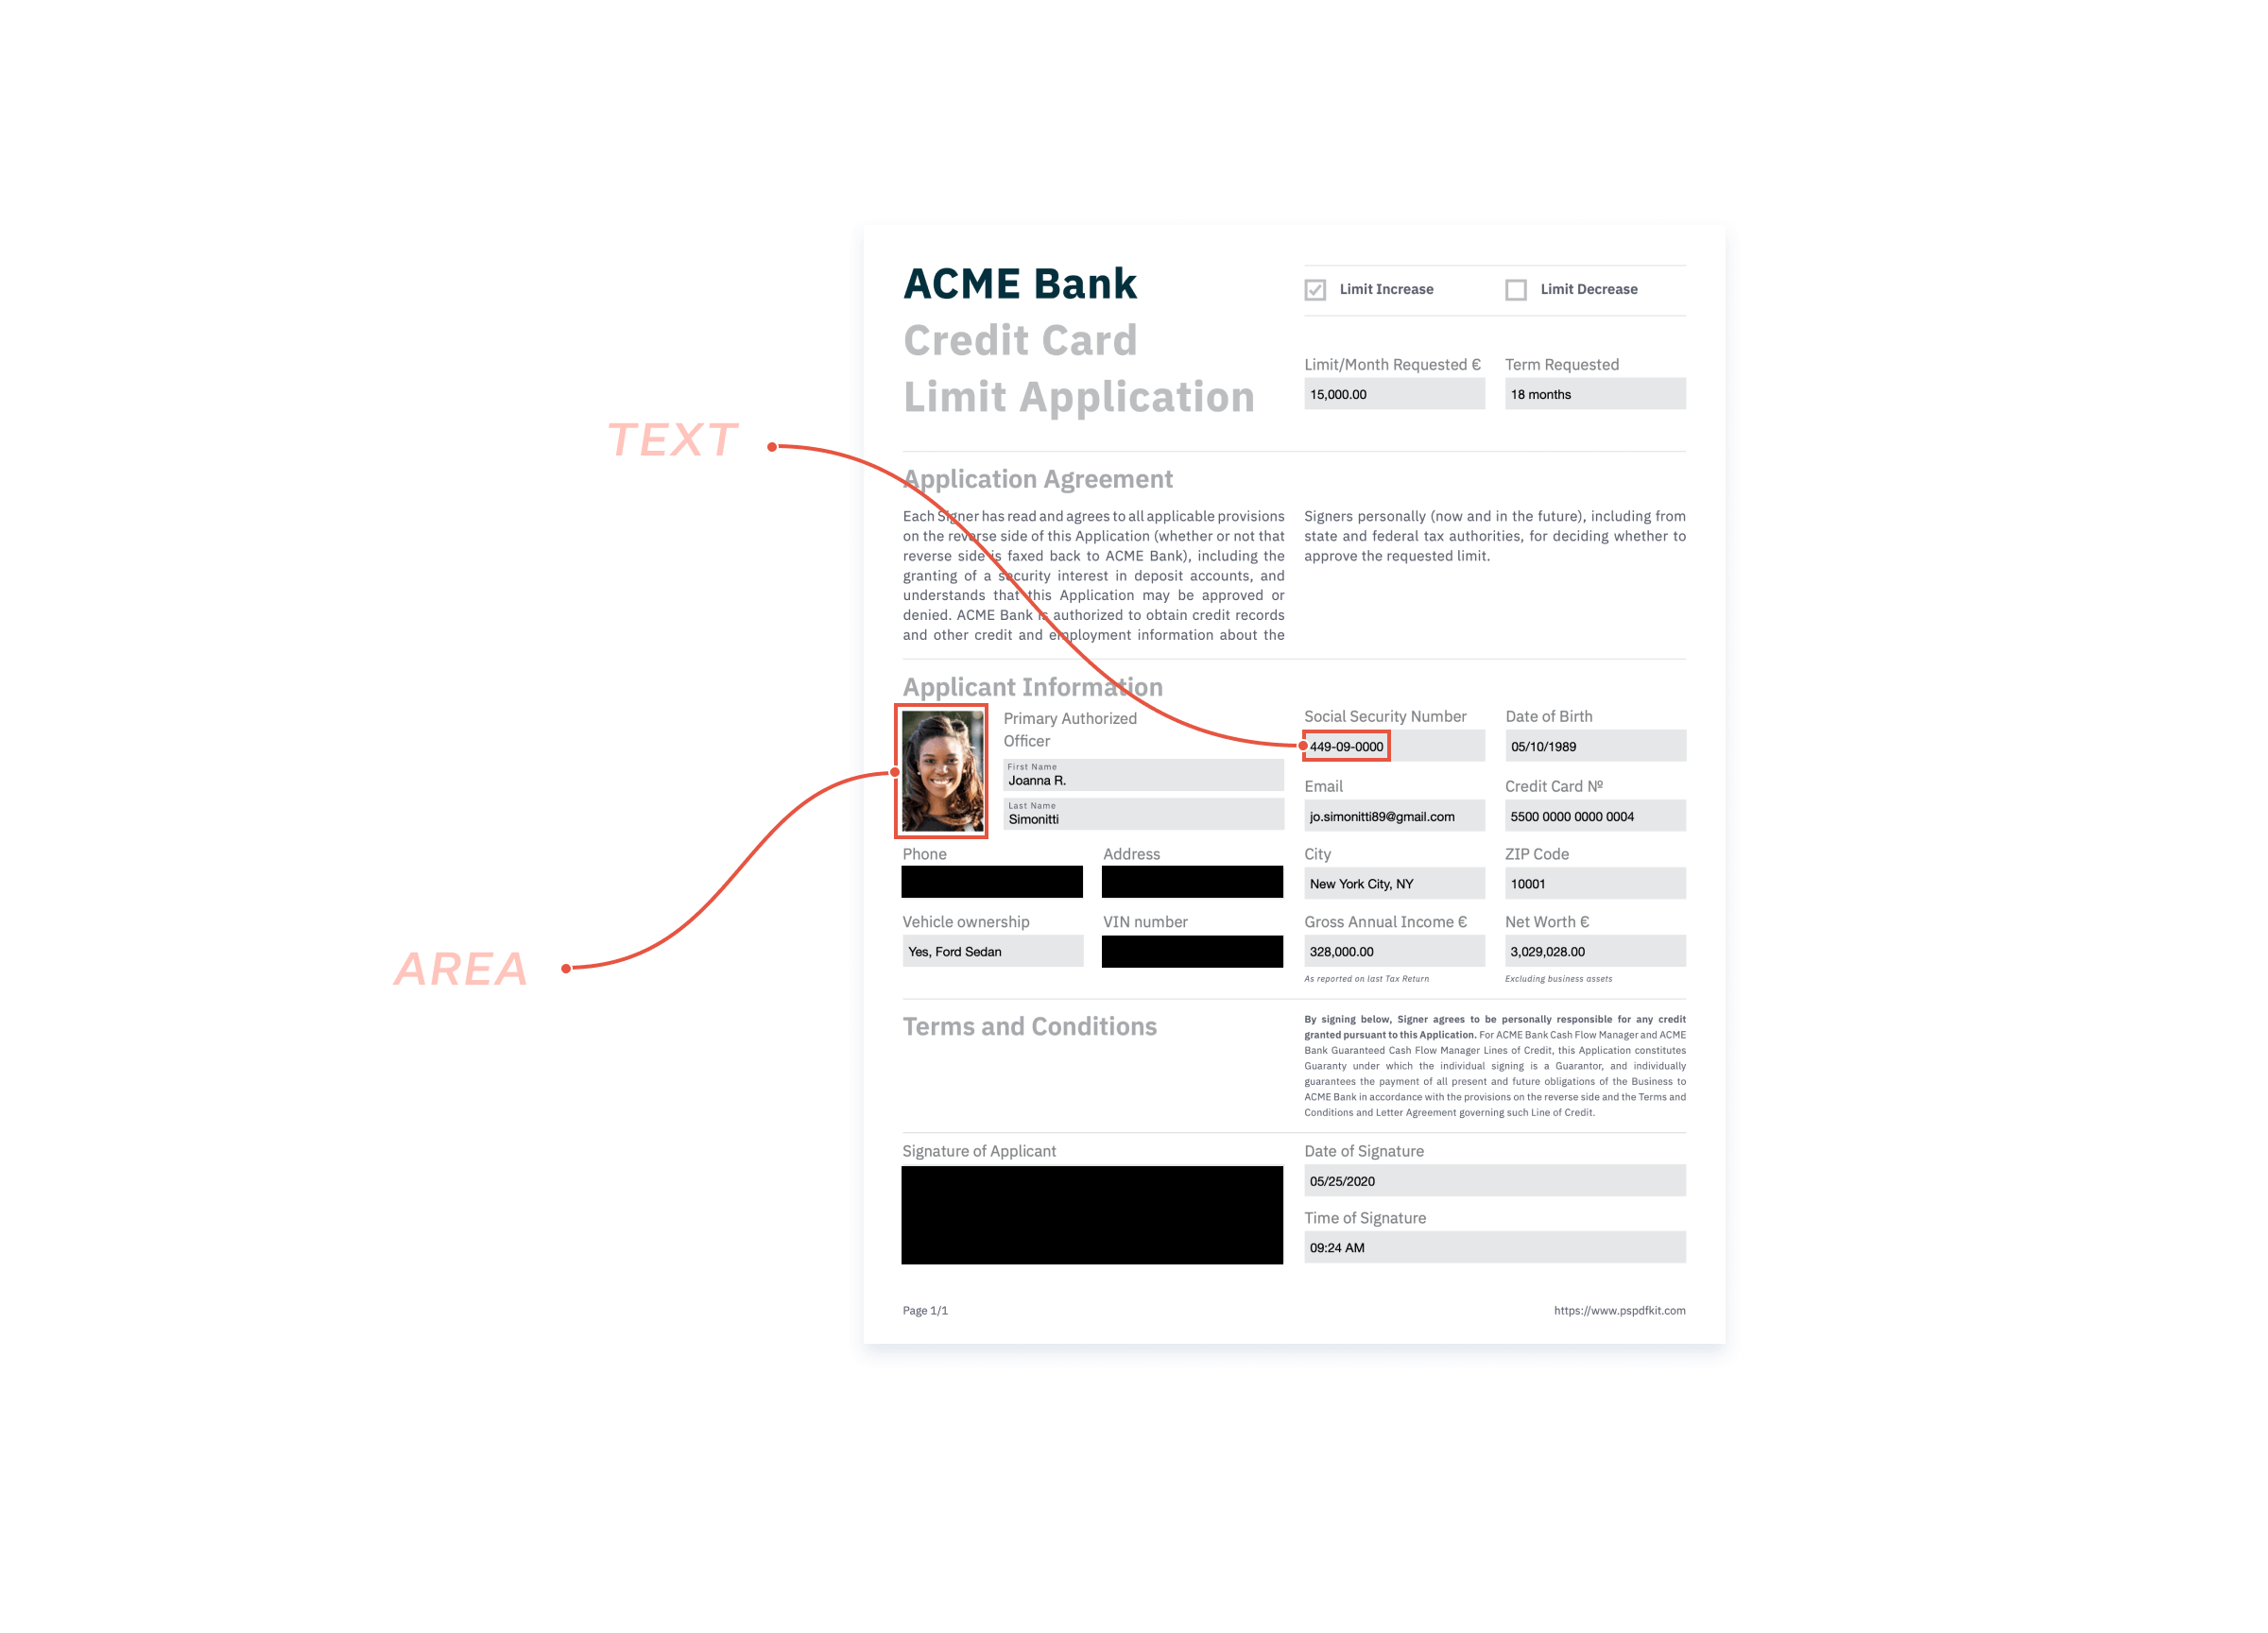 ACME Bank
Credit Card
Limit Application
Limit Increase
Limit Decrease
Limit/Month Requested €
Term Requested
15,000.00
18 months
TEXT
Application Agreement
Each Signer has read and agrees to all applicable provisions
on the reverse side of this Application (whether or not that
reverse side is faxed back to ACME Bank), including the
granting of a security interest in deposit accounts, and
understands that this Application may be approved or
denied. ACME Bank is authorized to obtain credit records
and other credit and employment information about the
Signers personally (now and in the future), including from
state and federal tax authorities, for deciding whether to
approve the requested limit.
Applicant Information
Primary Authorized
Officer
First Name
Joanna R.
Last Name
Simonitti
Social Security Number
449-09-0000
Date of Birth
05/10/1989
Email
jo.simonitti89@gmail.com
Credit Card Nº
5500 0000 0000 0004
Phone
Address
City
New York City, NY
ZIP Code
10001
Vehicle ownership
Yes, Ford Sedan
VIN number
Gross Annual Income €
328,000.00
As reported on last Tax Return
Net Worth €
3,029,028.00
Excluding business assets
AREA
Terms and Conditions
By signing below, Signer agrees to be personally responsible for any credit
granted pursuant to this Application. For ACME Bank Cash Flow Manager and ACME
Bank Guaranteed Cash Flow Manager Lines of Credit, this Application constitutes
Guaranty under which the individual signing is a Guarantor, and individually
guarantees the payment of all present and future obligations of the Business to
ACME Bank in accordance with the provisions on the reverse side and the Terms and
Conditions and Letter Agreement governing such Line of Credit.
Signature of Applicant
Date of Signature
05/25/2020
Time of Signature
09:24 AM
Page 1/1
https://www.pspdfkit.com